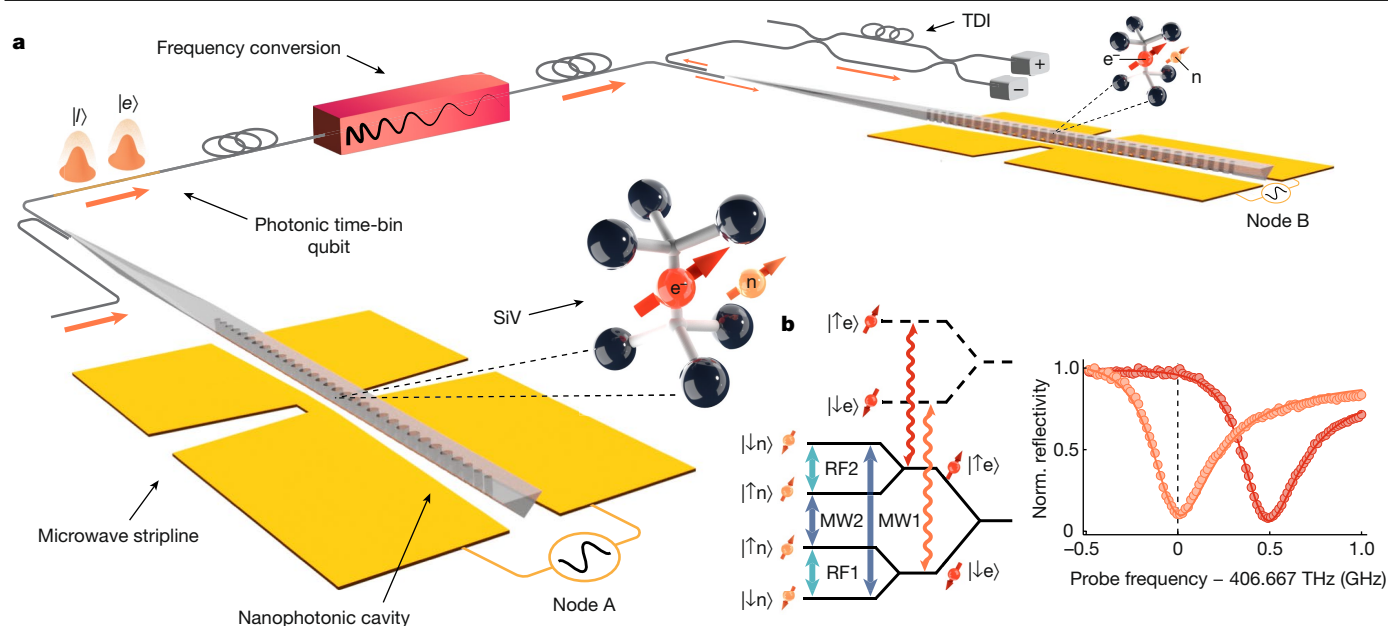 a
Frequency conversion
TDI
+
−
e⁻
n
|l⟩
|e⟩
Photonic time-bin
qubit
Node B
SiV
e⁻
n
Microwave stripline
Nanophotonic cavity
Node A
b
|↑e⟩
|↓e⟩
|↓n⟩
|↑n⟩
|↑n⟩
|↓n⟩
RF2
MW2
MW1
RF1
|↑e⟩
|↓e⟩
Norm. reflectivity
1.0
0.5
0
−0.5
0
0.5
1.0
Probe frequency − 406.667 THz (GHz)